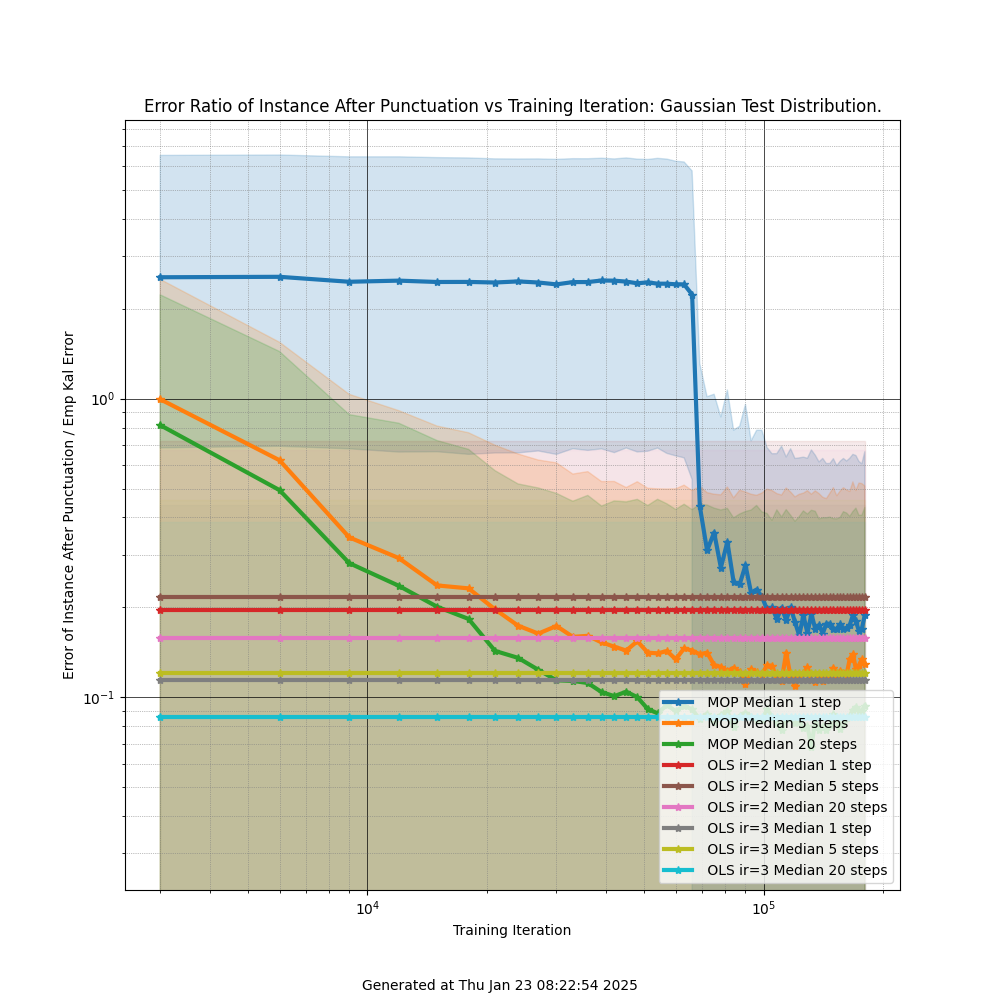 Error Ratio of Instance After Punctuation vs Training Iteration: Gaussian Test Distribution.
Error of Instance After Punctuation / Emp Kal Error
10^0
10^-1
MOP Median 1 step
MOP Median 5 steps
MOP Median 20 steps
OLS ir=2 Median 1 step
OLS ir=2 Median 5 steps
OLS ir=2 Median 20 steps
OLS ir=3 Median 1 step
OLS ir=3 Median 5 steps
OLS ir=3 Median 20 steps
10^4
10^5
Training Iteration
Generated at Thu Jan 23 08:22:54 2025